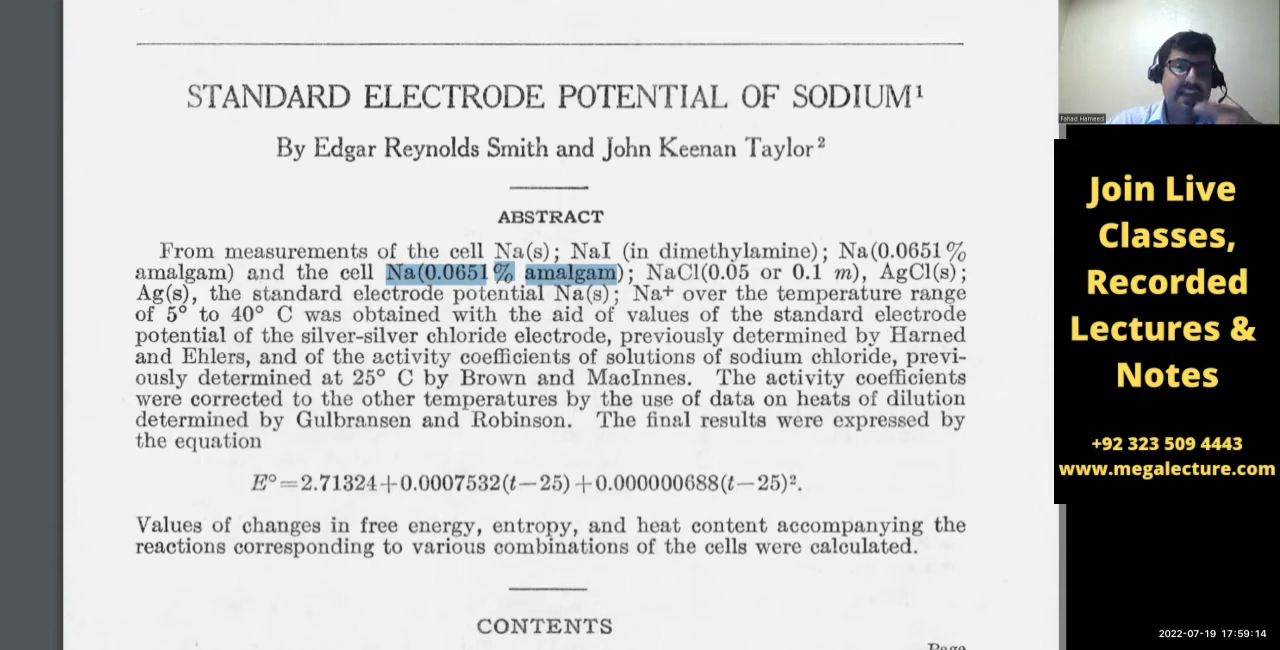 STANDARD ELECTRODE POTENTIAL OF SODIUM¹
By Edgar Reynolds Smith and John Keenan Taylor ²
ABSTRACT
From measurements of the cell Na(s); NaI (in dimethylamine); Na(0.0651%
amalgam) and the cell Na(0.0651% amalgam); NaCl(0.05 or 0.1 m), AgCl(s);
Ag(s), the standard electrode potential Na(s); Na+ over the temperature range
of 5° to 40° C was obtained with the aid of values of the standard electrode
potential of the silver-silver chloride electrode, previously determined by Harned
and Ehlers, and of the activity coefficients of solutions of sodium chloride, previ-
ously determined at 25° C by Brown and MacInnes. The activity coefficients
were corrected to the other temperatures by the use of data on heats of dilution
determined by Gulbransen and Robinson. The final results were expressed by
the equation
E°=2.71324+0.0007532(t−25)+0.000000688(t−25)².
Values of changes in free energy, entropy, and heat content accompanying the
reactions corresponding to various combinations of the cells were calculated.
CONTENTS
Fahad Hameed
Join Live
Classes,
Recorded
Lectures &
Notes
+92 323 509 4443
www.megalecture.com
2022-07-19 17:59:14